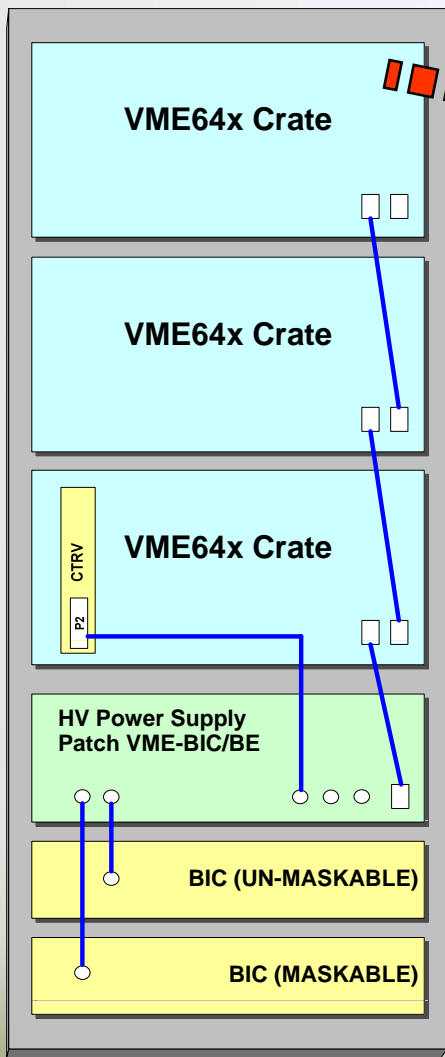 VME64x Crate
VME64x Crate
VME64x Crate
CTRV
P2
HV Power Supply
Patch VME-BIC/BE
BIC (UN-MASKABLE)
BIC (MASKABLE)